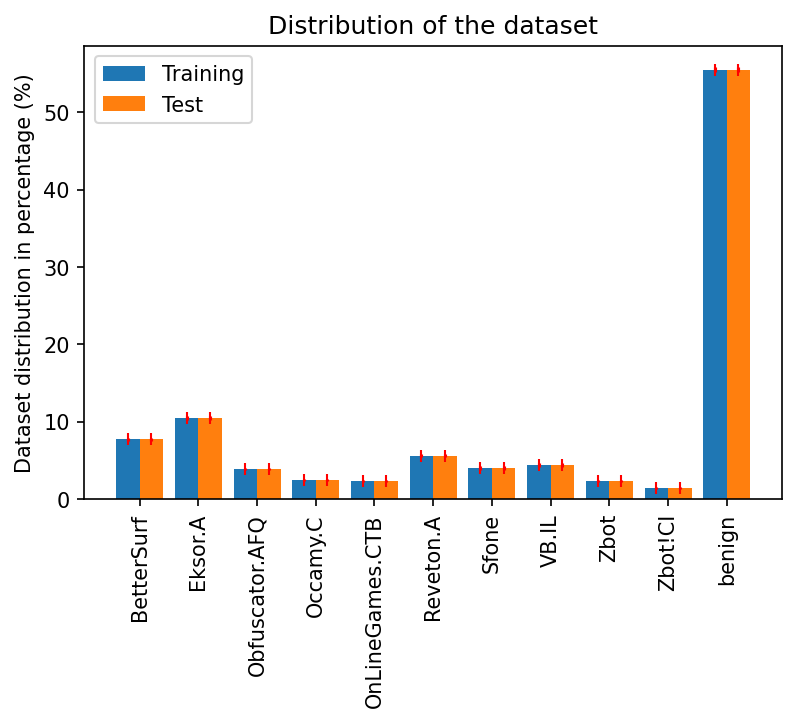 Distribution of the dataset
Training
Test
Dataset distribution in percentage (%)
50
40
30
20
10
0
BetterSurf
Eksor.A
Obfuscator.AFQ
Occamy.C
OnLineGames.CTB
Reveton.A
Sfone
VB.IL
Zbot
Zbot!CI
benign